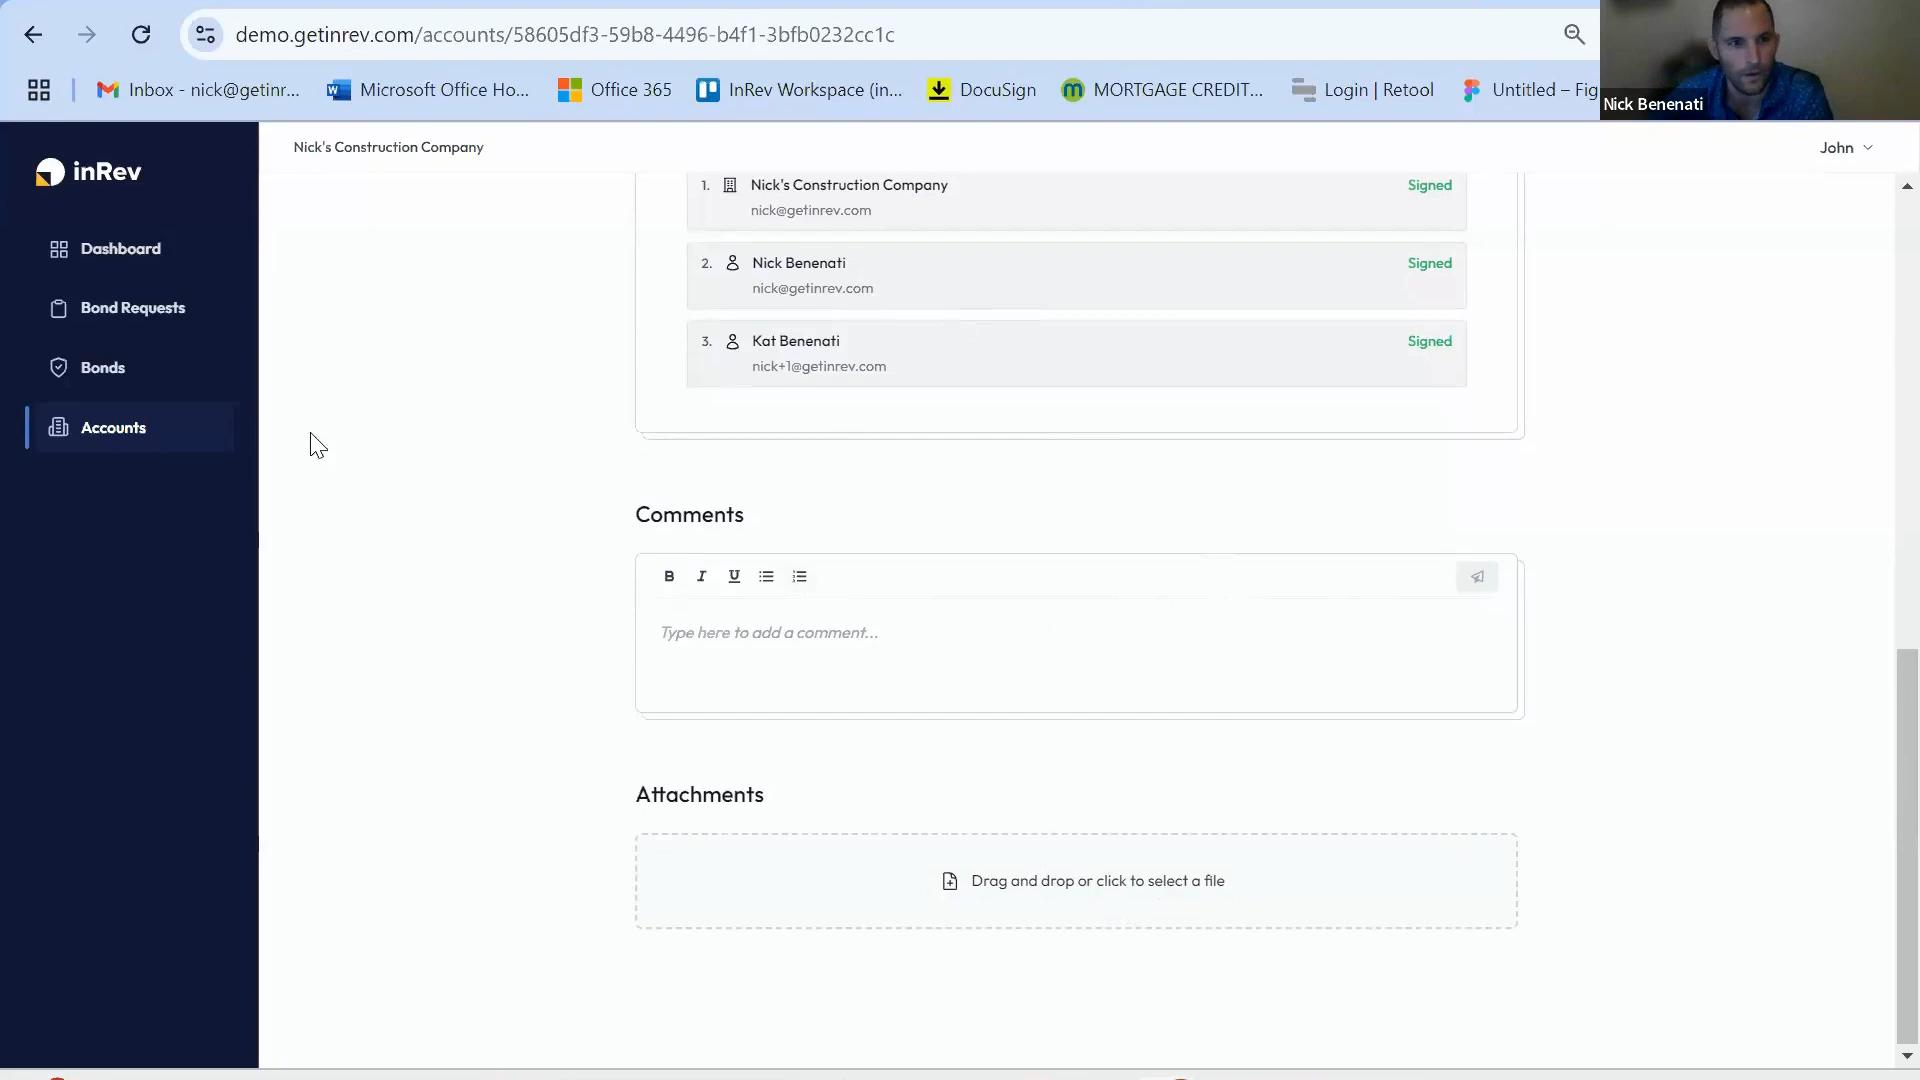 demo.getinrev.com/accounts/58605df3-59b8-4496-b4f1-3bfb0232cc1c
Inbox - nick@getinr...
Microsoft Office Ho...
Office 365
InRev Workspace (in...
DocuSign
MORTGAGE CREDIT...
Login | Retool
Untitled – Fig
Nick Benenati
inRev
Nick's Construction Company
John
Dashboard
Bond Requests
Bonds
Accounts
1. Nick's Construction Company Signed
nick@getinrev.com
2. Nick Benenati Signed
nick@getinrev.com
3. Kat Benenati Signed
nick+1@getinrev.com
Comments
B I U
Type here to add a comment...
Attachments
Drag and drop or click to select a file